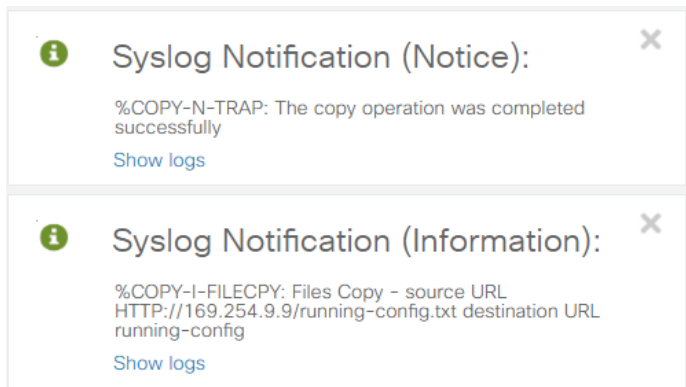 Syslog Notification (Notice):
%COPY-N-TRAP: The copy operation was completed
successfully
Show logs
Syslog Notification (Information):
%COPY-I-FILECPY: Files Copy - source URL
HTTP://169.254.9.9/running-config.txt destination URL
running-config
Show logs